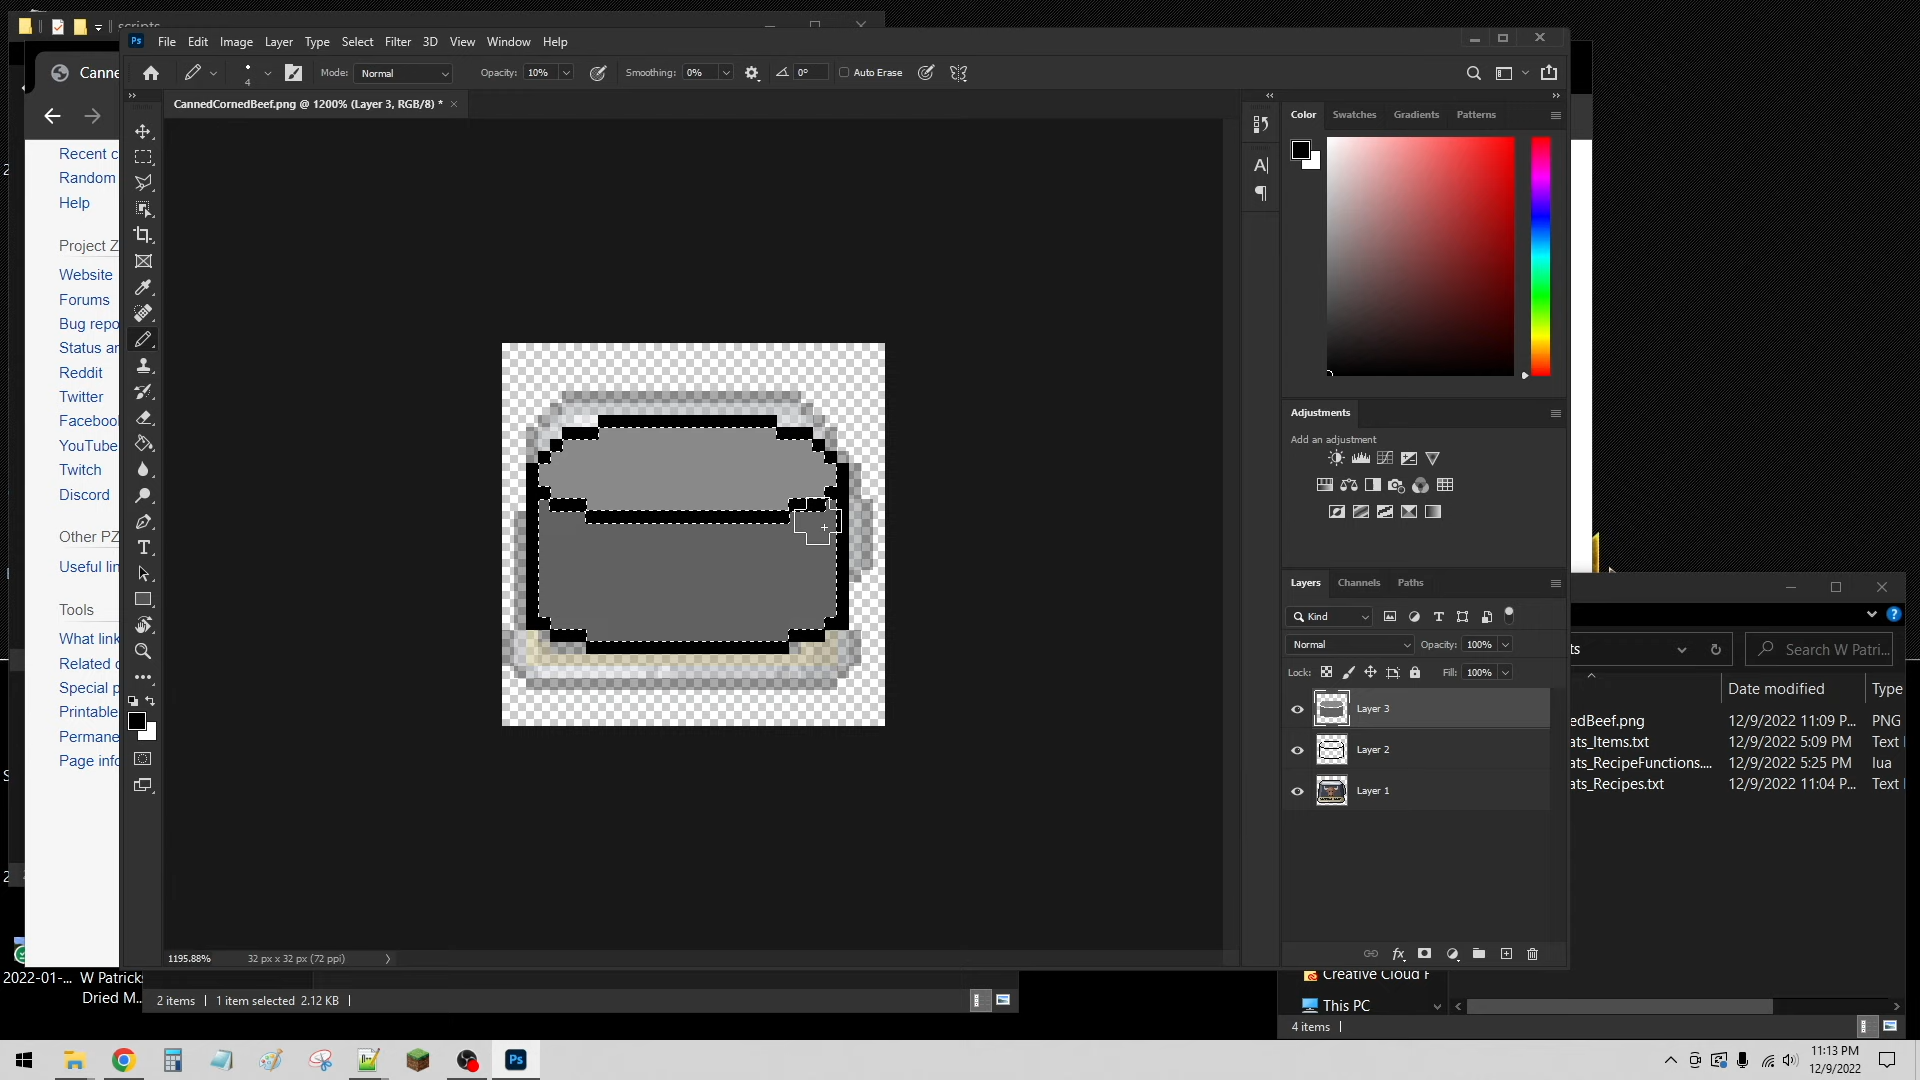 scripts
File Edit Image Layer Type Select Filter 3D View Window Help
4 Mode: Normal Opacity: 10% Smoothing: 0% 0° Auto Erase
Canne
CannedCornedBeef.png @ 1200% (Layer 3, RGB/8) *
Color Swatches Gradients Patterns
Recent c
Random
Help
Project Z
Website
Forums
Bug repo
Status an
Reddit
Twitter
Facebook
YouTube
Twitch
Discord
Other PZ
Useful lin
Tools
What link
Related c
Special p
Printable
Permane
Page info
Adjustments
Add an adjustment
Layers Channels Paths
Kind
Normal Opacity: 100%
Lock: Fill: 100%
Layer 3
Layer 2
Layer 1
ts Search W Patri...
Date modified Type
edBeef.png 12/9/2022 11:09 P... PNG
ats_Items.txt 12/9/2022 5:09 PM Text
ats_RecipeFunctions.... 12/9/2022 5:25 PM lua
ats_Recipes.txt 12/9/2022 11:04 P... Text
1195.88% 32 px x 32 px (72 ppi)
2022-01-... W Patrick
Dried M...
2 items 1 item selected 2.12 KB
Creative Cloud F
This PC
4 items
Ps
11:13 PM
12/9/2022